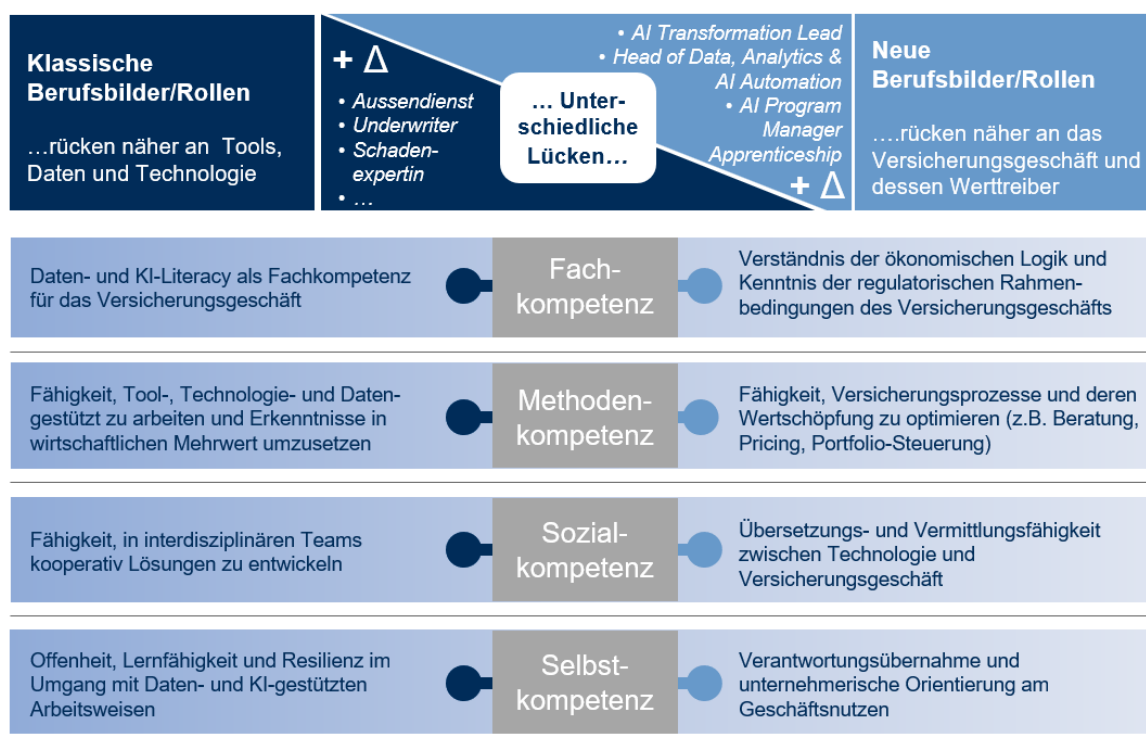 Klassische
Berufsbilder/Rollen
…rücken näher an Tools,
Daten und Technologie
+ Δ
• Aussendienst
• Underwriter
• Schaden-
expertin
• …
… Unter-
schiedliche
Lücken…
• AI Transformation Lead
• Head of Data, Analytics &
AI Automation
• AI Program
Manager
Apprenticeship
+ Δ
Neue
Berufsbilder/Rollen
….rücken näher an das
Versicherungsgeschäft und
dessen Werttreiber
Daten- und KI-Literacy als Fachkompetenz
für das Versicherungsgeschäft
Fach-
kompetenz
Verständnis der ökonomischen Logik und
Kenntnis der regulatorischen Rahmen-
bedingungen des Versicherungsgeschäfts
Fähigkeit, Tool-, Technologie- und Daten-
gestützt zu arbeiten und Erkenntnisse in
wirtschaftlichen Mehrwert umzusetzen
Methoden-
kompetenz
Fähigkeit, Versicherungsprozesse und deren
Wertschöpfung zu optimieren (z.B. Beratung,
Pricing, Portfolio-Steuerung)
Fähigkeit, in interdisziplinären Teams
kooperativ Lösungen zu entwickeln
Sozial-
kompetenz
Übersetzungs- und Vermittlungsfähigkeit
zwischen Technologie und
Versicherungsgeschäft
Offenheit, Lernfähigkeit und Resilienz im
Umgang mit Daten- und KI-gestützten
Arbeitsweisen
Selbst-
kompetenz
Verantwortungsübernahme und
unternehmerische Orientierung am
Geschäftsnutzen